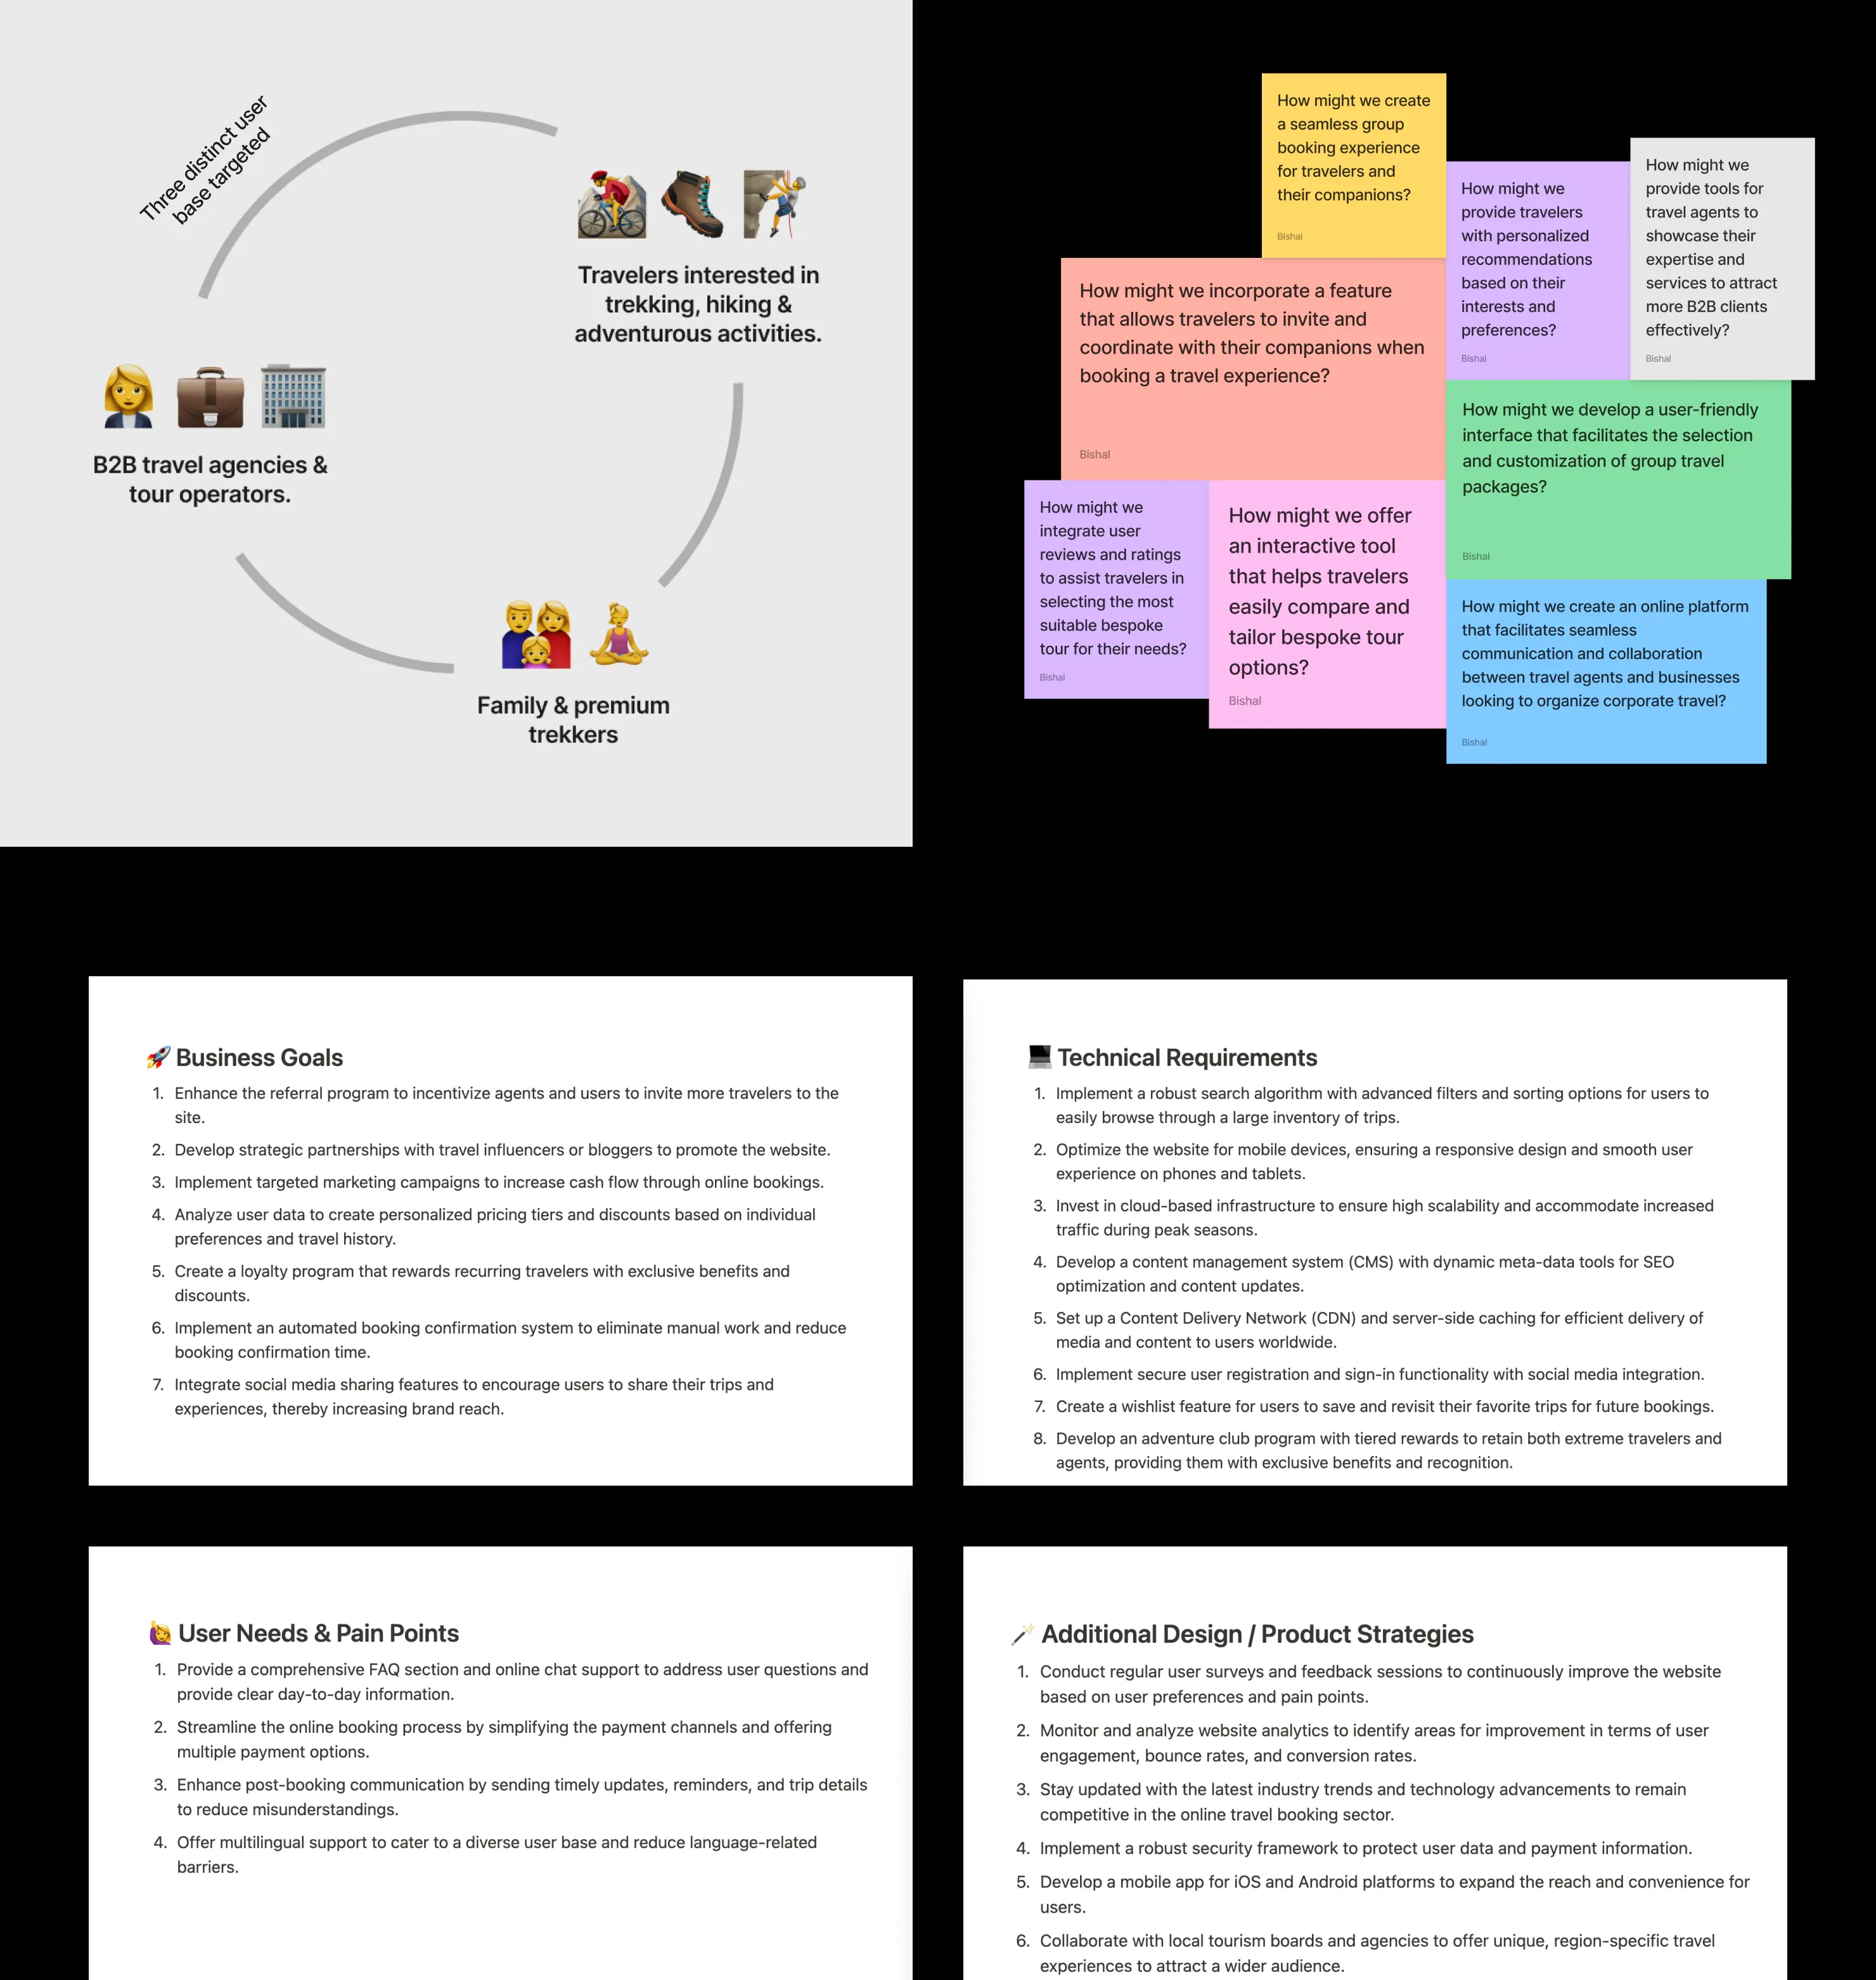 Three distinct user
base targeted
Travelers interested in
trekking, hiking &
adventurous activities.
B2B travel agencies &
tour operators.
Family & premium
trekkers
How might we create
a seamless group
booking experience
for travelers and
their companions?
Bishal
How might we
provide travelers
with personalized
recommendations
based on their
interests and
preferences?
Bishal
How might we
provide tools for
travel agents to
showcase their
expertise and
services to attract
more B2B clients
effectively?
Bishal
How might we incorporate a feature
that allows travelers to invite and
coordinate with their companions when
booking a travel experience?
Bishal
How might we develop a user-friendly
interface that facilitates the selection
and customization of group travel
packages?
Bishal
How might we
integrate user
reviews and ratings
to assist travelers in
selecting the most
suitable bespoke
tour for their needs?
Bishal
How might we offer
an interactive tool
that helps travelers
easily compare and
tailor bespoke tour
options?
Bishal
How might we create an online platform
that facilitates seamless
communication and collaboration
between travel agents and businesses
looking to organize corporate travel?
Bishal
Business Goals
1. Enhance the referral program to incentivize agents and users to invite more travelers to the
site.
2. Develop strategic partnerships with travel influencers or bloggers to promote the website.
3. Implement targeted marketing campaigns to increase cash flow through online bookings.
4. Analyze user data to create personalized pricing tiers and discounts based on individual
preferences and travel history.
5. Create a loyalty program that rewards recurring travelers with exclusive benefits and
discounts.
6. Implement an automated booking confirmation system to eliminate manual work and reduce
booking confirmation time.
7. Integrate social media sharing features to encourage users to share their trips and
experiences, thereby increasing brand reach.
Technical Requirements
1. Implement a robust search algorithm with advanced filters and sorting options for users to
easily browse through a large inventory of trips.
2. Optimize the website for mobile devices, ensuring a responsive design and smooth user
experience on phones and tablets.
3. Invest in cloud-based infrastructure to ensure high scalability and accommodate increased
traffic during peak seasons.
4. Develop a content management system (CMS) with dynamic meta-data tools for SEO
optimization and content updates.
5. Set up a Content Delivery Network (CDN) and server-side caching for efficient delivery of
media and content to users worldwide.
6. Implement secure user registration and sign-in functionality with social media integration.
7. Create a wishlist feature for users to save and revisit their favorite trips for future bookings.
8. Develop an adventure club program with tiered rewards to retain both extreme travelers and
agents, providing them with exclusive benefits and recognition.
User Needs & Pain Points
1. Provide a comprehensive FAQ section and online chat support to address user questions and
provide clear day-to-day information.
2. Streamline the online booking process by simplifying the payment channels and offering
multiple payment options.
3. Enhance post-booking communication by sending timely updates, reminders, and trip details
to reduce misunderstandings.
4. Offer multilingual support to cater to a diverse user base and reduce language-related
barriers.
Additional Design / Product Strategies
1. Conduct regular user surveys and feedback sessions to continuously improve the website
based on user preferences and pain points.
2. Monitor and analyze website analytics to identify areas for improvement in terms of user
engagement, bounce rates, and conversion rates.
3. Stay updated with the latest industry trends and technology advancements to remain
competitive in the online travel booking sector.
4. Implement a robust security framework to protect user data and payment information.
5. Develop a mobile app for iOS and Android platforms to expand the reach and convenience for
users.
6. Collaborate with local tourism boards and agencies to offer unique, region-specific travel
experiences to attract a wider audience.